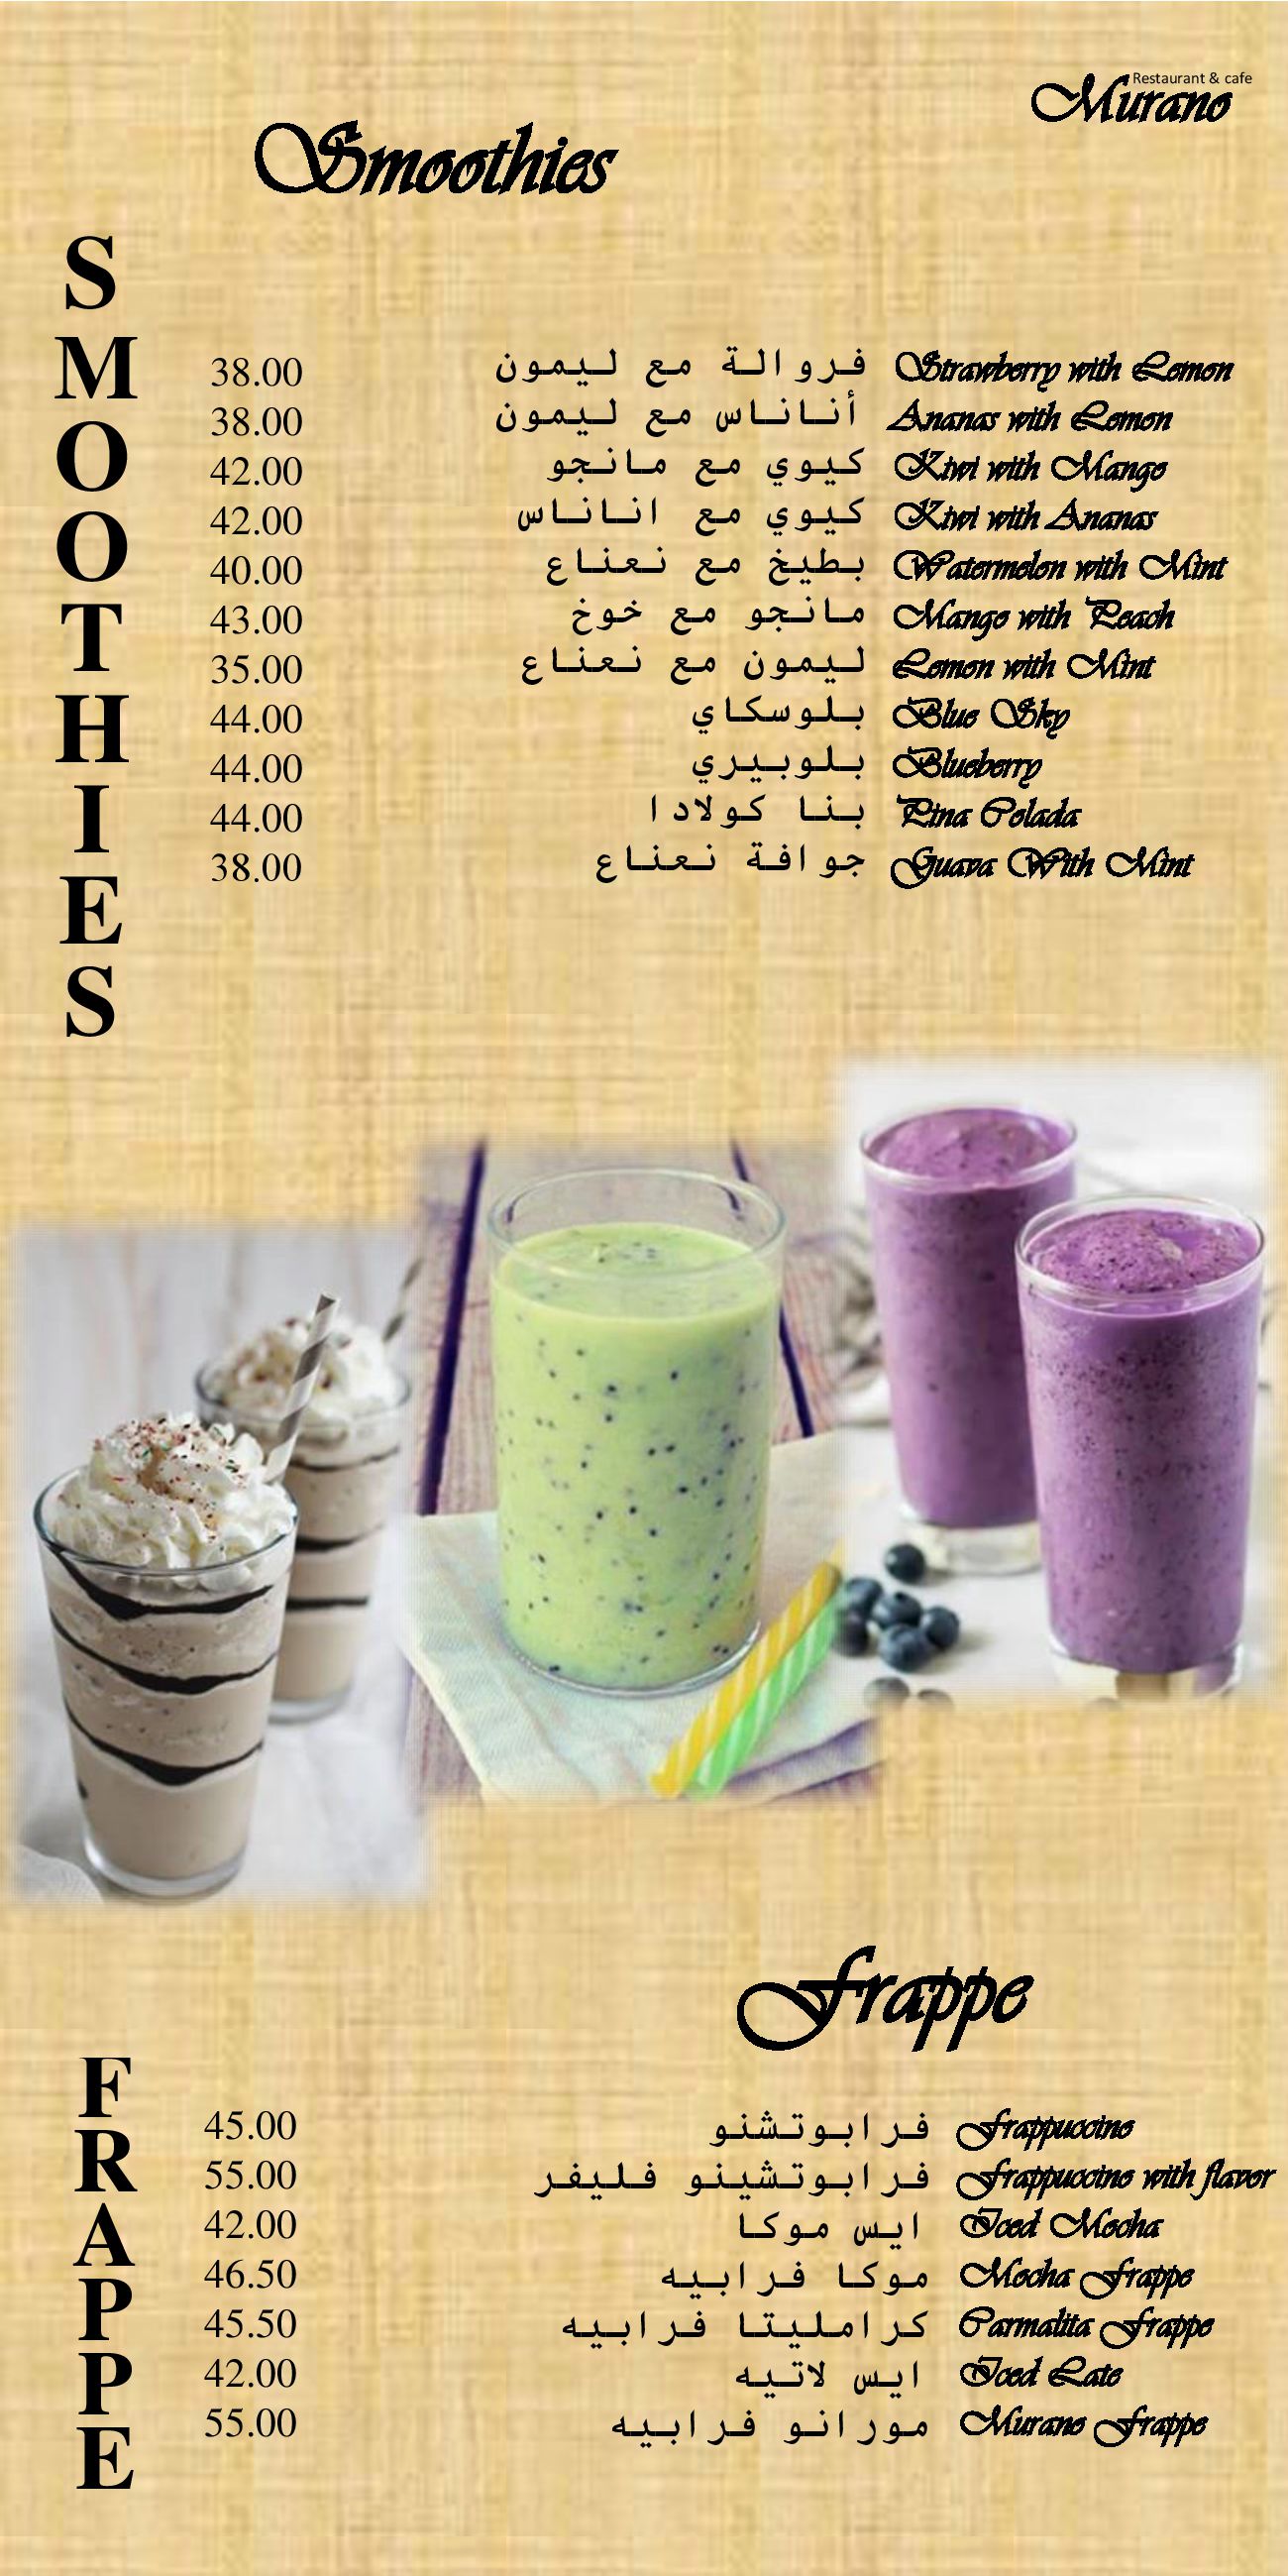 Restaurant & cafe
Murano
Smoothies
SMOOTHIES
38.00 فروالة مع ليمون Strawberry with Lemon
38.00 أناناس مع ليمون Ananas with Lemon
42.00 كيوي مع مانجو Kiwi with Mango
42.00 كيوي مع اناناس Kiwi with Ananas
40.00 بطيخ مع نعناع Watermelon with Mint
43.00 مانجو مع خوخ Mango with Peach
35.00 ليمون مع نعناع Lemon with Mint
44.00 بلوسكاي Blue Sky
44.00 بلوبيري Blueberry
44.00 بنا كولادا Pina Colada
38.00 جوافة نعناع Guava With Mint
Frappe
FRAPPE
45.00 فرابوتشنو Frappuccino
55.00 فرابوتشينو فليفر Frappuccino with flavor
42.00 ايس موكا Iced Mocha
46.50 موكا فرابيه Mocha Frappe
45.50 كرامليتا فرابيه Carmalita Frappe
42.00 ايس لاتيه Iced Late
55.00 مورانو فرابيه Murano Frappe